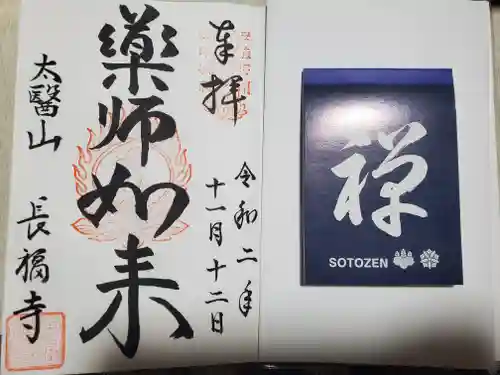 奉拝
令和二年
十一月十二日
藥师如来
太醫山 長福寺
禅
SOTOZEN